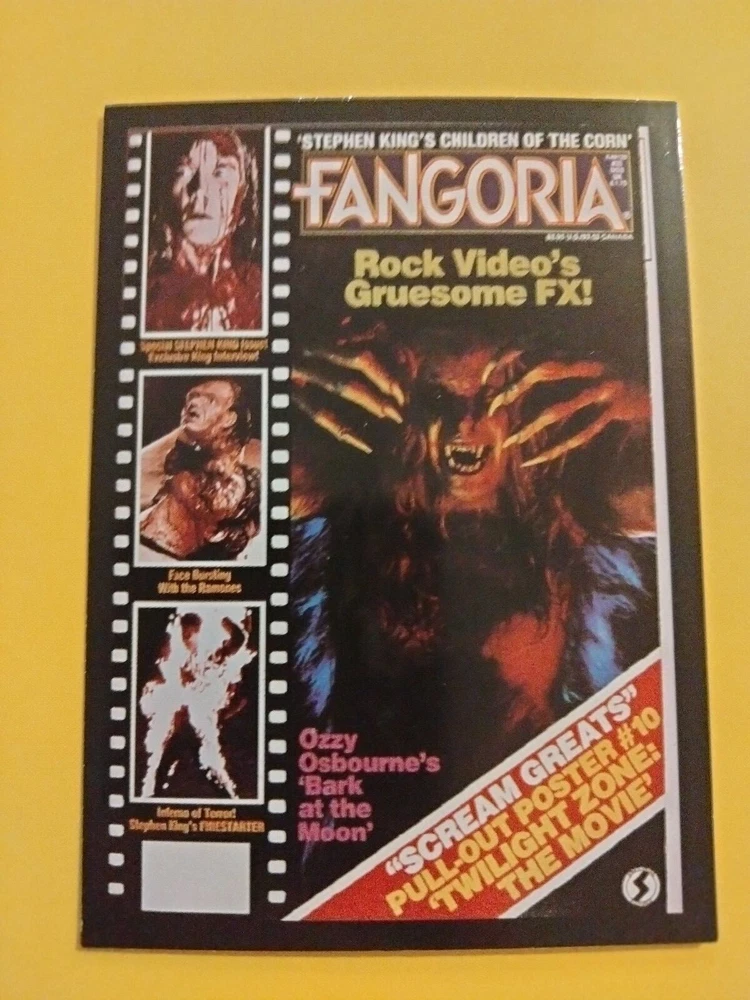 'STEPHEN KING'S CHILDREN OF THE CORN'
FANGORIA
Rock Video's
Gruesome FX!
Special STEPHEN KING Issue!
Exclusive King Interview!
Face Bursting
With the Ramones
Inferno of Terror!
Stephen King's FIRESTARTER
Ozzy
Osbourne's
'Bark
at the
Moon'
"SCREAM GREATS"
PULL-OUT POSTER #10
'TWILIGHT ZONE:
THE MOVIE'